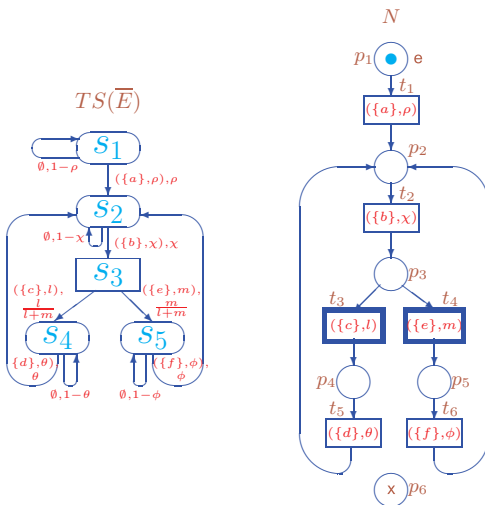 TS(E̅)
s₁
∅,1−ρ
({a},ρ),ρ
s₂
∅,1−χ
({b},χ),χ
s₃
({c},l),
l/(l+m)
({e},m),
m/(l+m)
s₄
s₅
{d},θ),
θ
({f},ϕ),
ϕ
∅,1−θ
∅,1−ϕ
N
p₁
e
t₁
({a},ρ)
p₂
t₂
({b},χ)
p₃
t₃
t₄
({c},l)
({e},m)
p₄
p₅
t₅
t₆
({d},θ)
({f},ϕ)
x
p₆